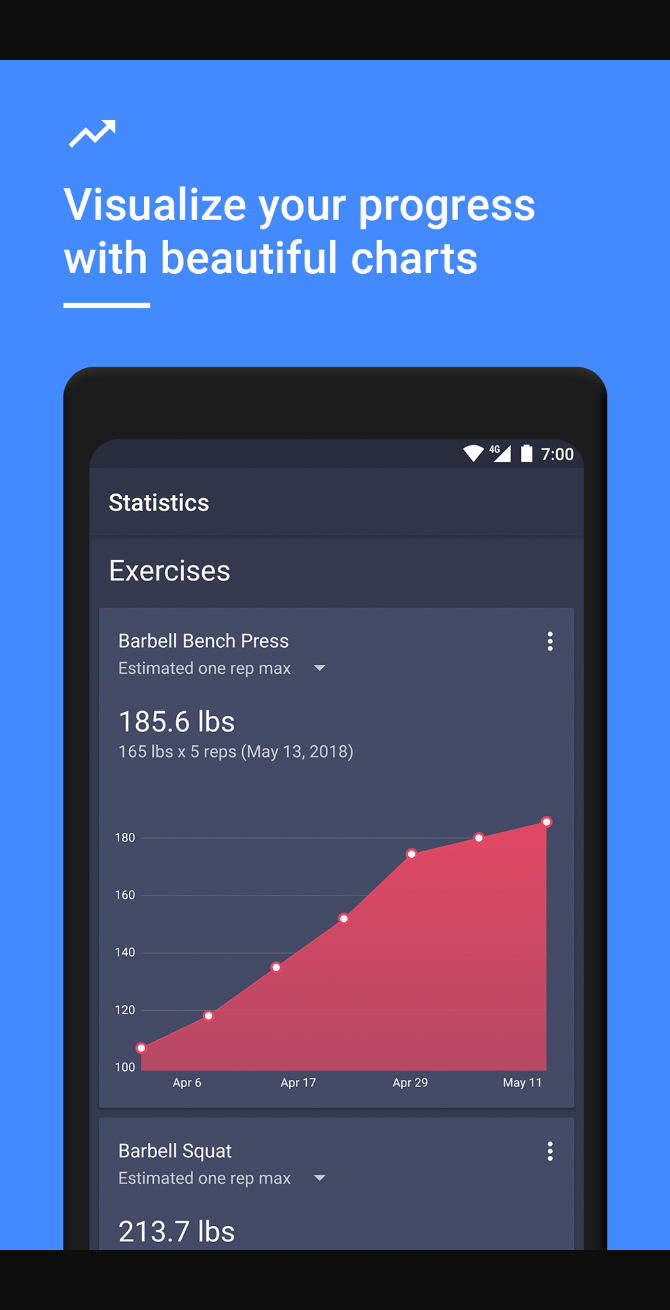 Visualize your progress
with beautiful charts
4G 7:00
Statistics
Exercises
Barbell Bench Press
Estimated one rep max
185.6 lbs
165 lbs x 5 reps (May 13, 2018)
180
160
140
120
100
Apr 6 Apr 17 Apr 29 May 11
Barbell Squat
Estimated one rep max
213.7 lbs